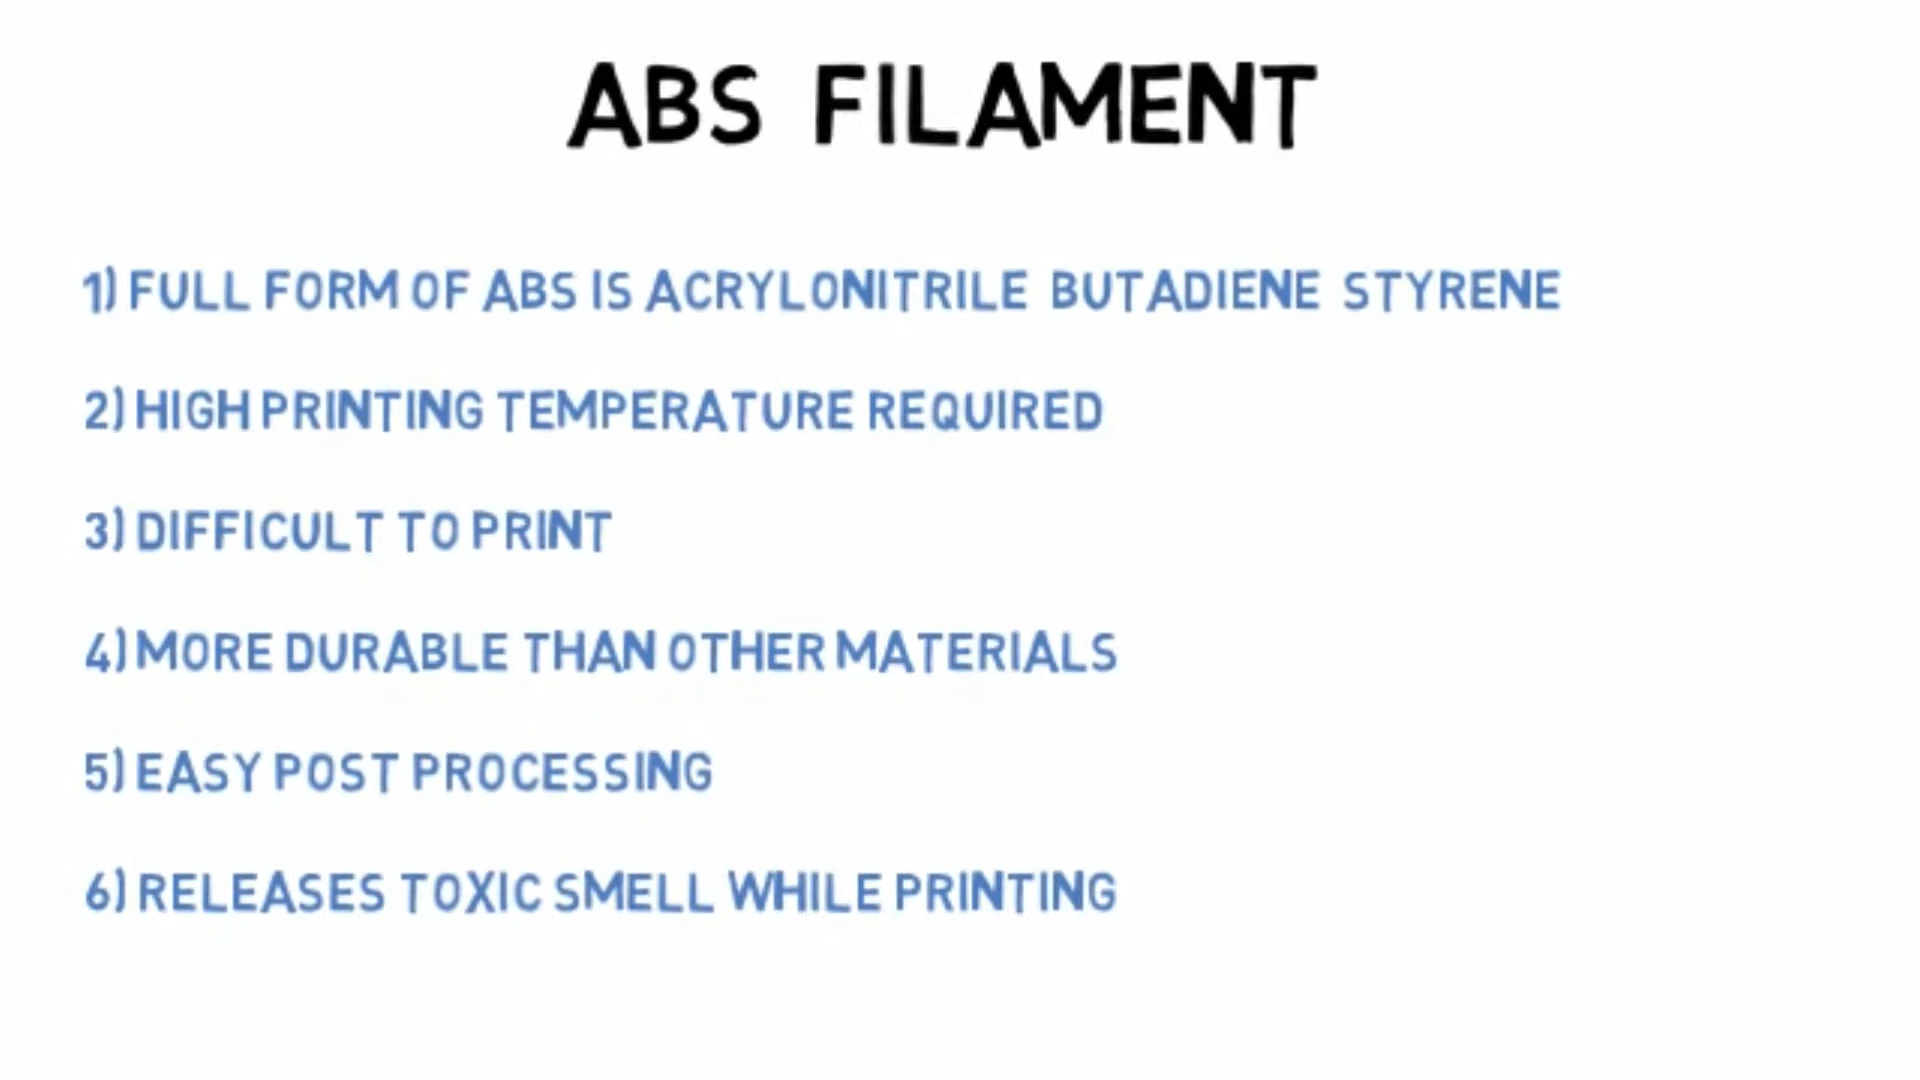 ABS FILAMENT
1) FULL FORM OF ABS IS ACRYLONITRILE BUTADIENE STYRENE
2) HIGH PRINTING TEMPERATURE REQUIRED
3) DIFFICULT TO PRINT
4) MORE DURABLE THAN OTHER MATERIALS
5) EASY POST PROCESSING
6) RELEASES TOXIC SMELL WHILE PRINTING